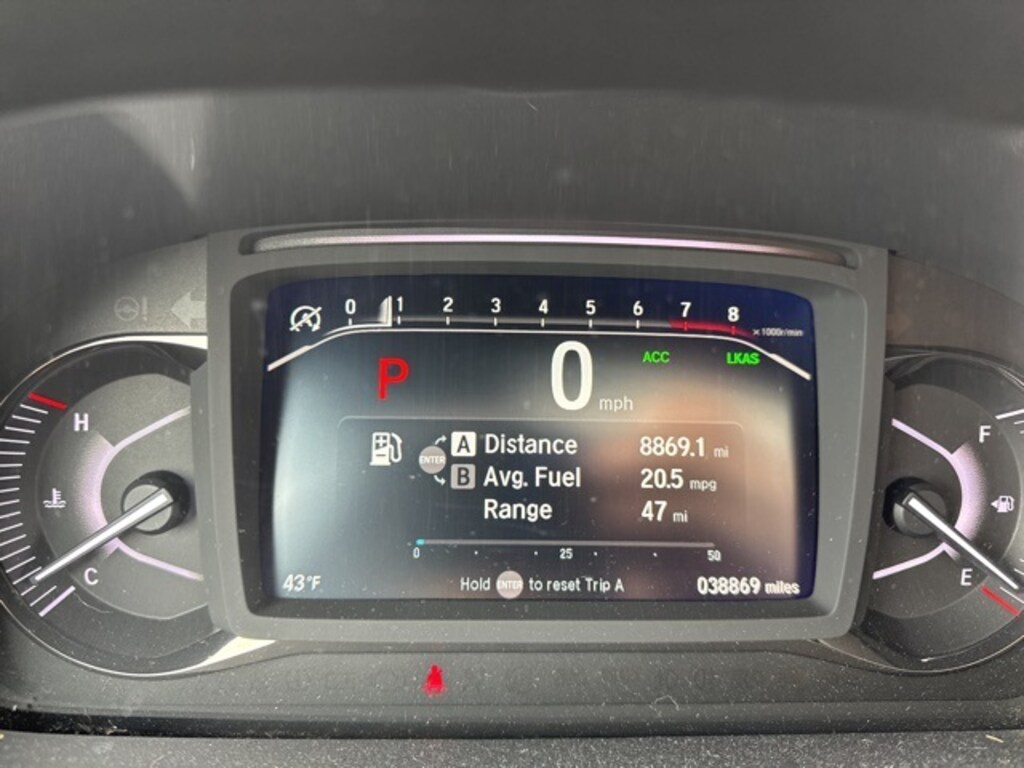 0 1 2 3 4 5 6 7 8
×1000r/min
P 0 mph ACC LKAS
H
F
ENTER A Distance 8869.1 mi
B Avg. Fuel 20.5 mpg
Range 47 mi
C
E
0 25 50
43°F Hold ENTER to reset Trip A 038869 miles